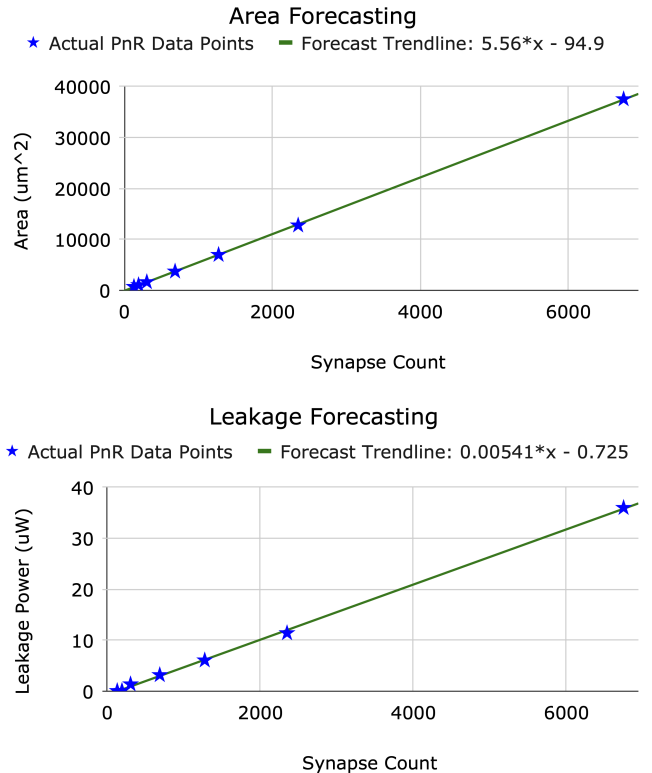 Area Forecasting
Actual PnR Data Points Forecast Trendline: 5.56*x - 94.9
40000
30000
20000
10000
0
Area (um^2)
0 2000 4000 6000
Synapse Count
Leakage Forecasting
Actual PnR Data Points Forecast Trendline: 0.00541*x - 0.725
40
30
20
10
0
Leakage Power (uW)
0 2000 4000 6000
Synapse Count